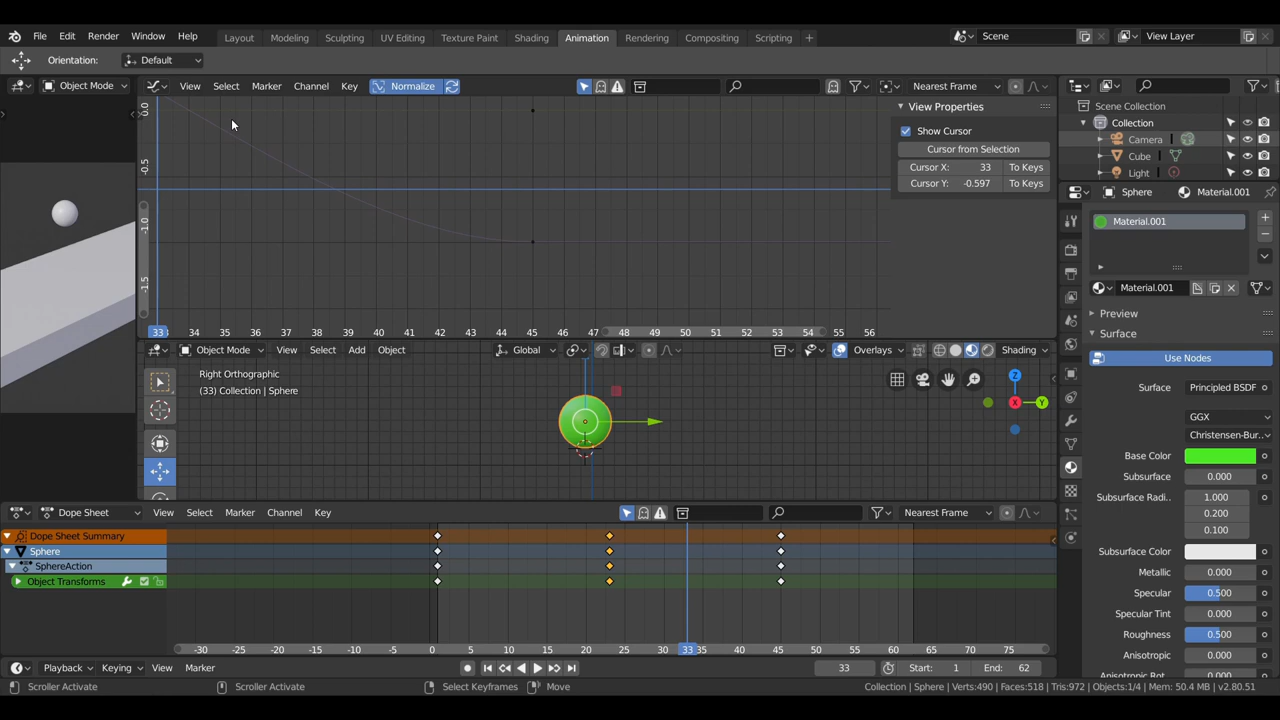 File Edit Render Window Help Layout Modeling Sculpting UV Editing Texture Paint Shading Animation Rendering Compositing Scripting + Scene View Layer
Orientation: Default
Object Mode View Select Marker Channel Key Normalize Nearest Frame
0.0
-0.5
-1.0
-1.5
View Properties
Show Cursor
Cursor from Selection
Cursor X: 33 To Keys
Cursor Y: -0.597 To Keys
Scene Collection
Collection
Camera
Cube
Light
Sphere Material.001
Material.001
Material.001
33 34 35 36 37 38 39 40 41 42 43 44 45 46 47 48 49 50 51 52 53 54 55 56
Preview
Surface
Use Nodes
Surface Principled BSDF
GGX
Christensen-Bur..
Base Color
Subsurface 0.000
Subsurface Radi.. 1.000
0.200
0.100
Subsurface Color
Metallic 0.000
Specular 0.500
Specular Tint 0.000
Roughness 0.500
Anisotropic 0.000
Object Mode View Select Add Object Global Overlays Shading
Right Orthographic
(33) Collection | Sphere
Z
X
Y
Dope Sheet View Select Marker Channel Key Nearest Frame
Dope Sheet Summary
Sphere
SphereAction
Object Transforms
-30 -25 -20 -15 -10 -5 0 5 10 15 20 25 33 35 40 45 50 55 60 65 70 75
Playback Keying View Marker 33 Start: 1 End: 62
Scroller Activate Scroller Activate Select Keyframes Move Collection | Sphere | Verts:490 | Faces:518 | Tris:972 | Objects:1/4 | Mem: 50.4 MB | v2.80.51